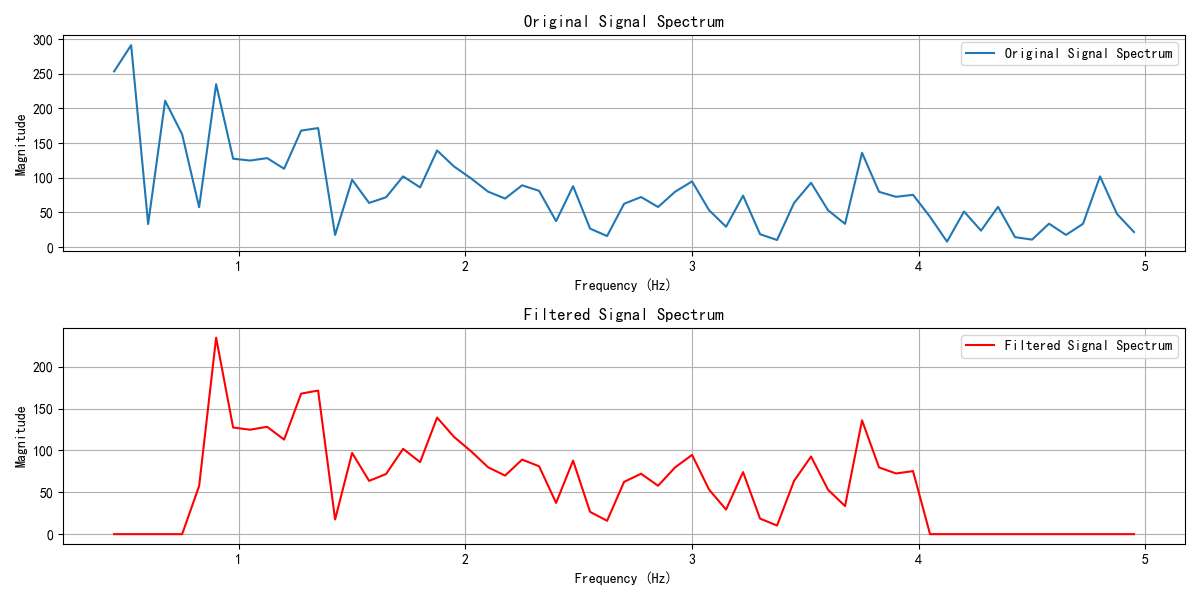 Original Signal Spectrum
300
250
200
150
100
50
0
Magnitude
Original Signal Spectrum
1 2 3 4 5
Frequency (Hz)
Filtered Signal Spectrum
200
150
100
50
0
Magnitude
Filtered Signal Spectrum
1 2 3 4 5
Frequency (Hz)